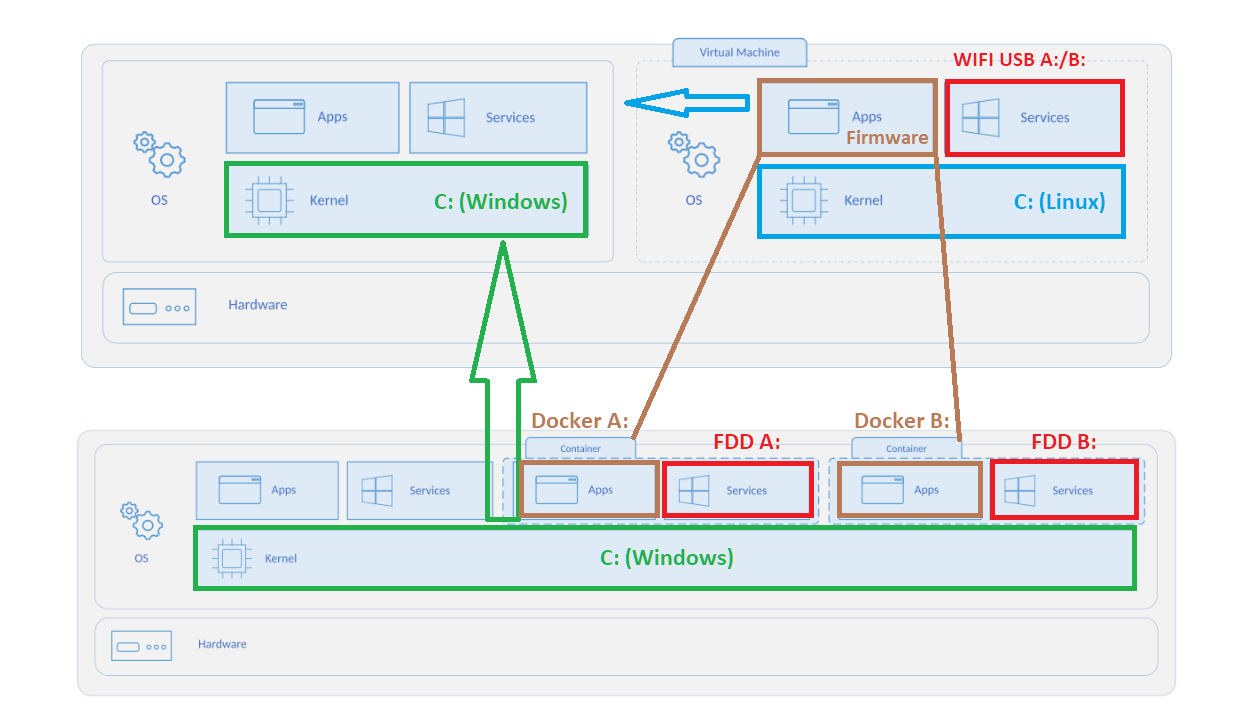 Virtual Machine
WIFI USB A:/B:
Apps
Services
Apps
Firmware
Services
OS
Kernel
C: (Windows)
OS
Kernel
C: (Linux)
Hardware
Docker A:
Docker B:
Container
FDD A:
Container
FDD B:
Apps
Services
Apps
Services
Apps
Services
OS
Kernel
C: (Windows)
Hardware